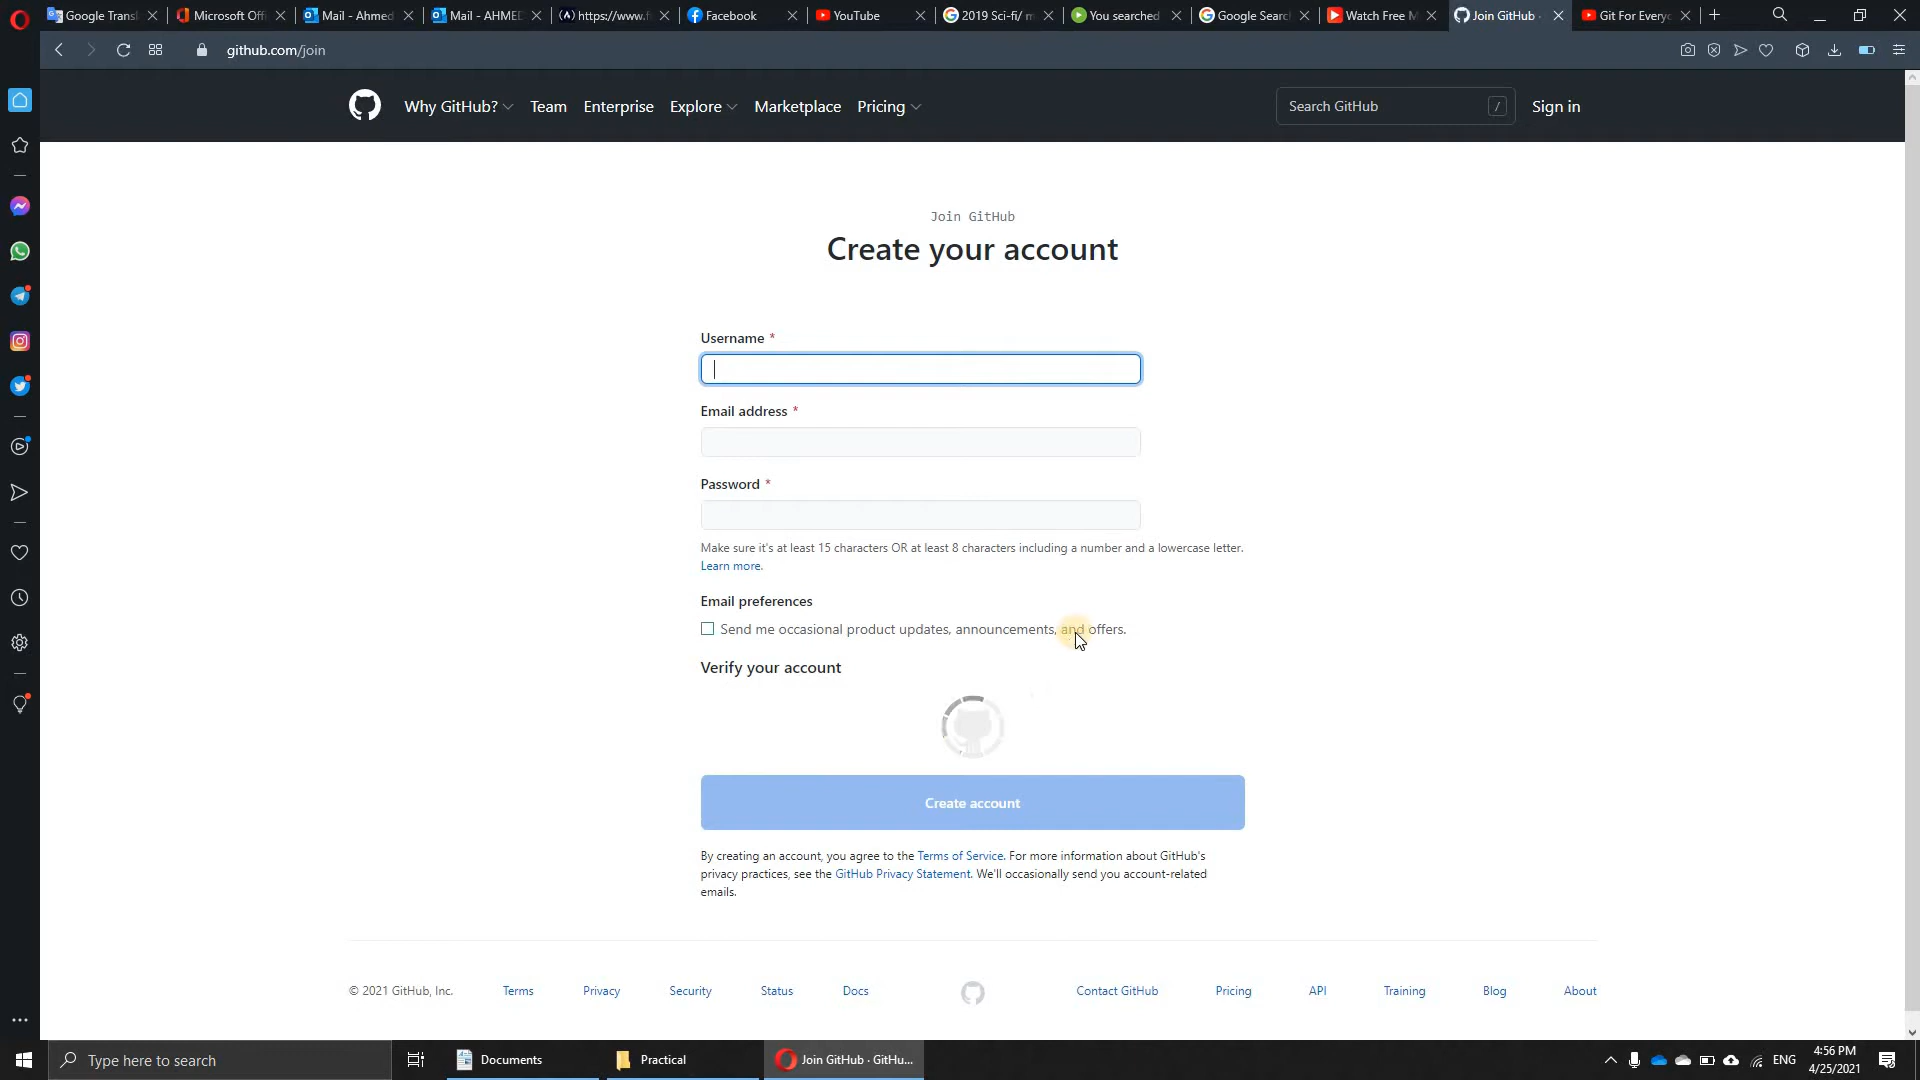 Google Transl
Microsoft Offi
Mail - Ahmed
Mail - AHMED
https://www.f
Facebook
YouTube
2019 Sci-fi/ m
You searched
Google Searc
Watch Free M
Join GitHub ·
Git For Everyo
github.com/join
Why GitHub?
Team
Enterprise
Explore
Marketplace
Pricing
Search GitHub
/
Sign in
Join GitHub
Create your account
Username *
Email address *
Password *
Make sure it's at least 15 characters OR at least 8 characters including a number and a lowercase letter.
Learn more.
Email preferences
Send me occasional product updates, announcements, and offers.
Verify your account
Create account
By creating an account, you agree to the Terms of Service. For more information about GitHub's
privacy practices, see the GitHub Privacy Statement. We'll occasionally send you account-related
emails.
© 2021 GitHub, Inc.
Terms
Privacy
Security
Status
Docs
Contact GitHub
Pricing
API
Training
Blog
About
Type here to search
Documents
Practical
Join GitHub · GitHu...
ENG
4:56 PM
4/25/2021